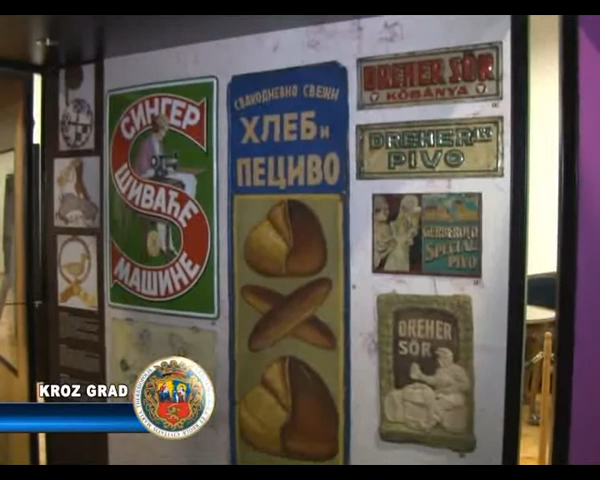 СИНГЕР
ШИВАЋЕ
МАШИНЕ
СВАКОДНЕВНО СВЕЖИ
ХЛЕБ и
ПЕЦИВО
DREHER SÖR
KŐBÁNYA
DREHER
PIVO
SPECIAL
PIVO
DREHER
SÖR
KROZ GRAD